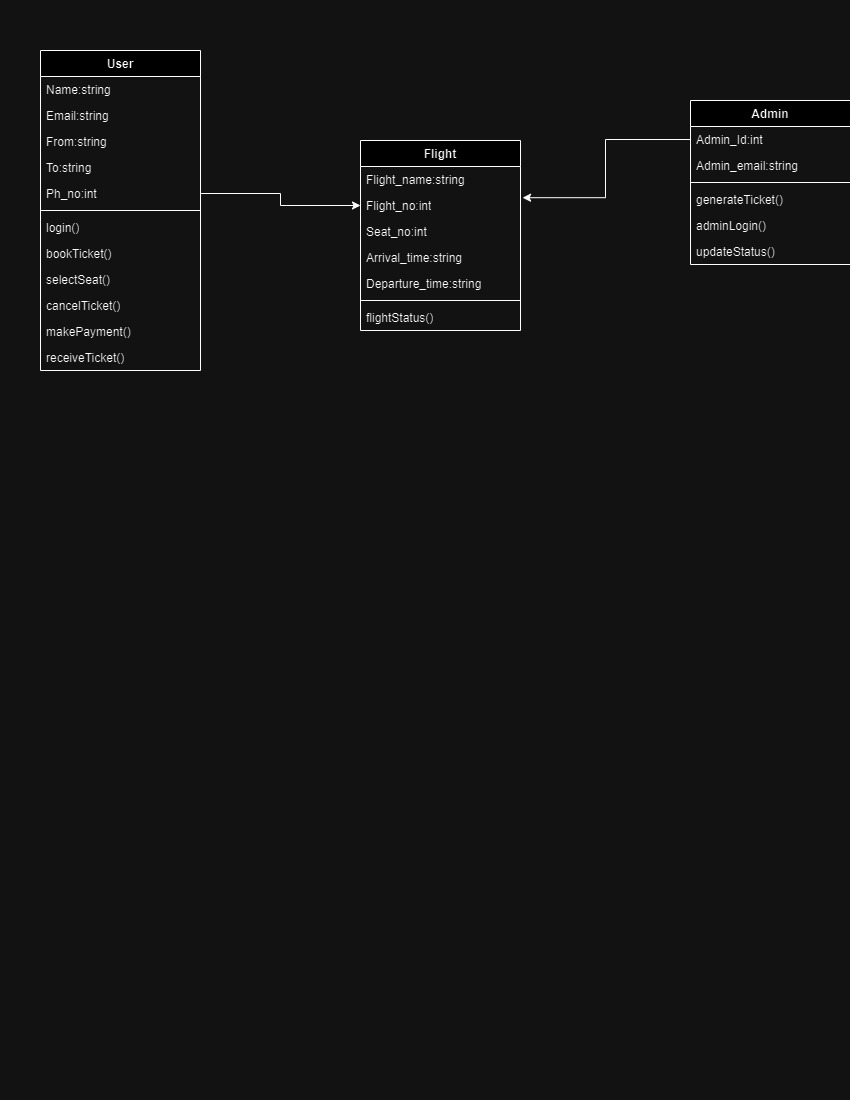 User
Name:string
Email:string
From:string
To:string
Ph_no:int
login()
bookTicket()
selectSeat()
cancelTicket()
makePayment()
receiveTicket()
Flight
Flight_name:string
Flight_no:int
Seat_no:int
Arrival_time:string
Departure_time:string
flightStatus()
Admin
Admin_Id:int
Admin_email:string
generateTicket()
adminLogin()
updateStatus()